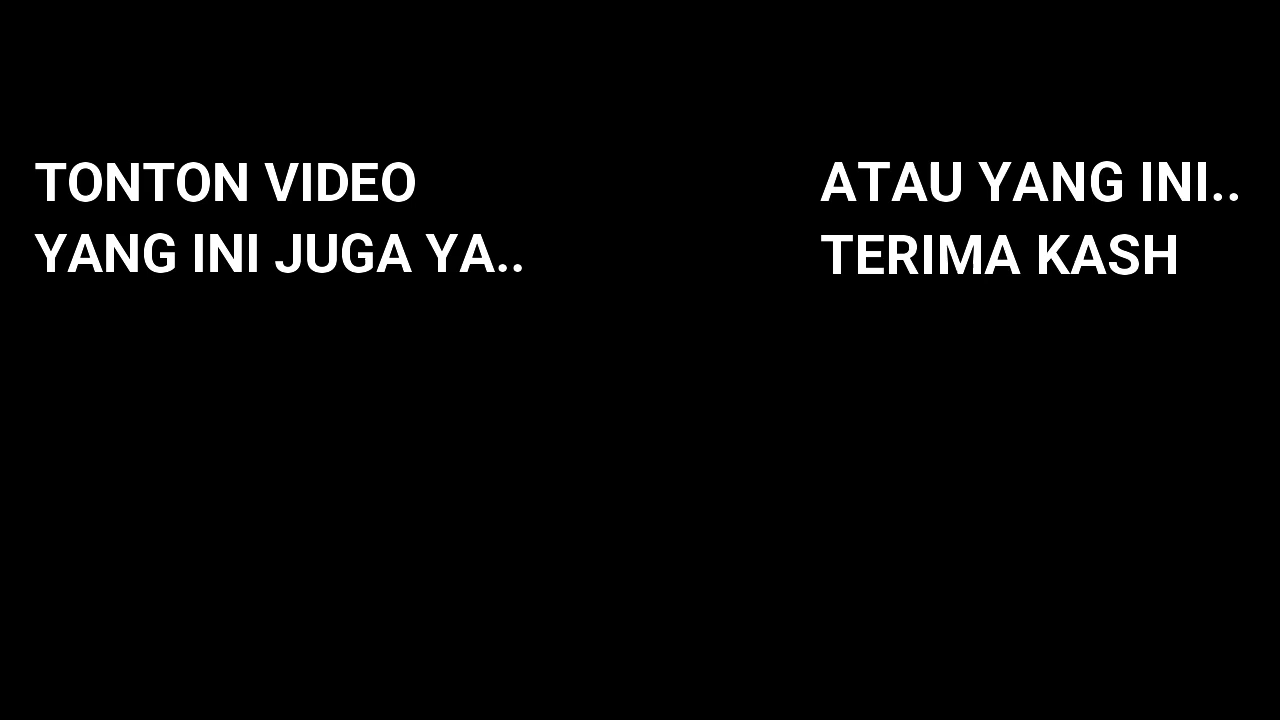 TONTON VIDEO
YANG INI JUGA YA..
ATAU YANG INI..
TERIMA KASH